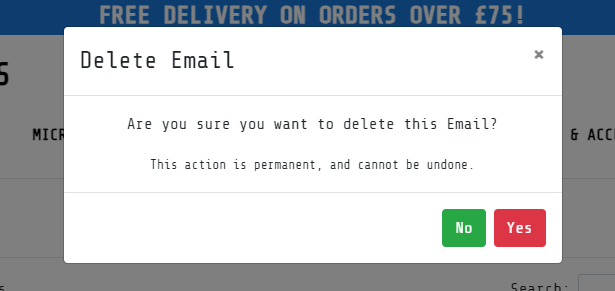 FREE DELIVERY ON ORDERS OVER £75!
Delete Email
×
S
MICR
& ACC
Are you sure you want to delete this Email?
This action is permanent, and cannot be undone.
No Yes
s
Search: